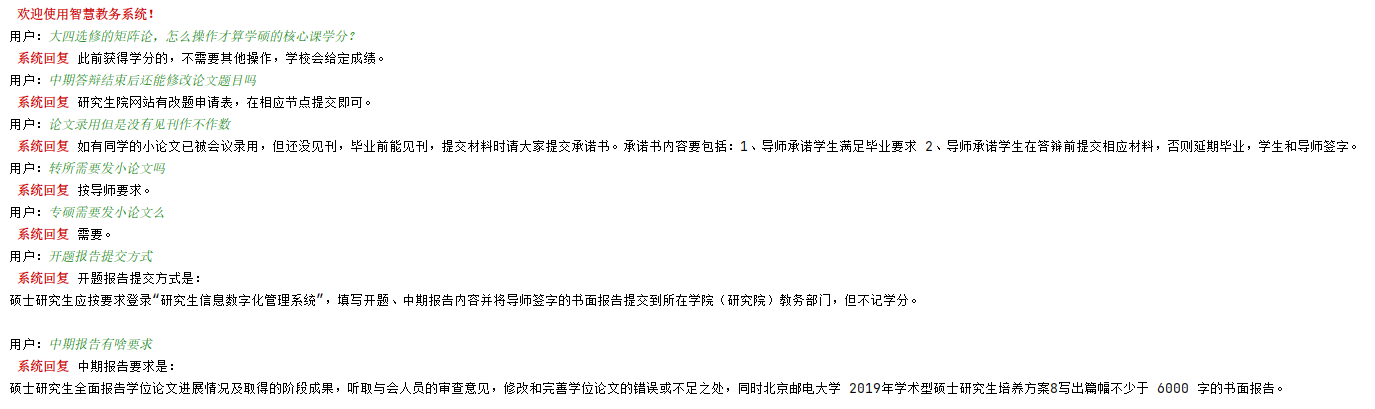 欢迎使用智慧教务系统！
用户：大四选修的矩阵论，怎么操作才算学硕的核心课学分？
系统回复 此前获得学分的，不需要其他操作，学校会给定成绩。
用户：中期答辩结束后还能修改论文题目吗
系统回复 研究生院网站有改题申请表，在相应节点提交即可。
用户：论文录用但是没有见刊作不作数
系统回复 如有同学的小论文已被会议录用，但还没见刊，毕业前能见刊，提交材料时请大家提交承诺书。承诺书内容要包括：1、导师承诺学生满足毕业要求 2、导师承诺学生在答辩前提交相应材料，否则延期毕业，学生和导师签字。
用户：转所需要发小论文吗
系统回复 按导师要求。
用户：专硕需要发小论文么
系统回复 需要。
用户：开题报告提交方式
系统回复 开题报告提交方式是：
硕士研究生应按要求登录“研究生信息数字化管理系统”，填写开题、中期报告内容并将导师签字的书面报告提交到所在学院（研究院）教务部门，但不记学分。
用户：中期报告有啥要求
系统回复 中期报告要求是：
硕士研究生全面报告学位论文进展情况及取得的阶段成果，听取与会人员的审查意见，修改和完善学位论文的错误或不足之处，同时北京邮电大学 2019年学术型硕士研究生培养方案8写出篇幅不少于 6000 字的书面报告。